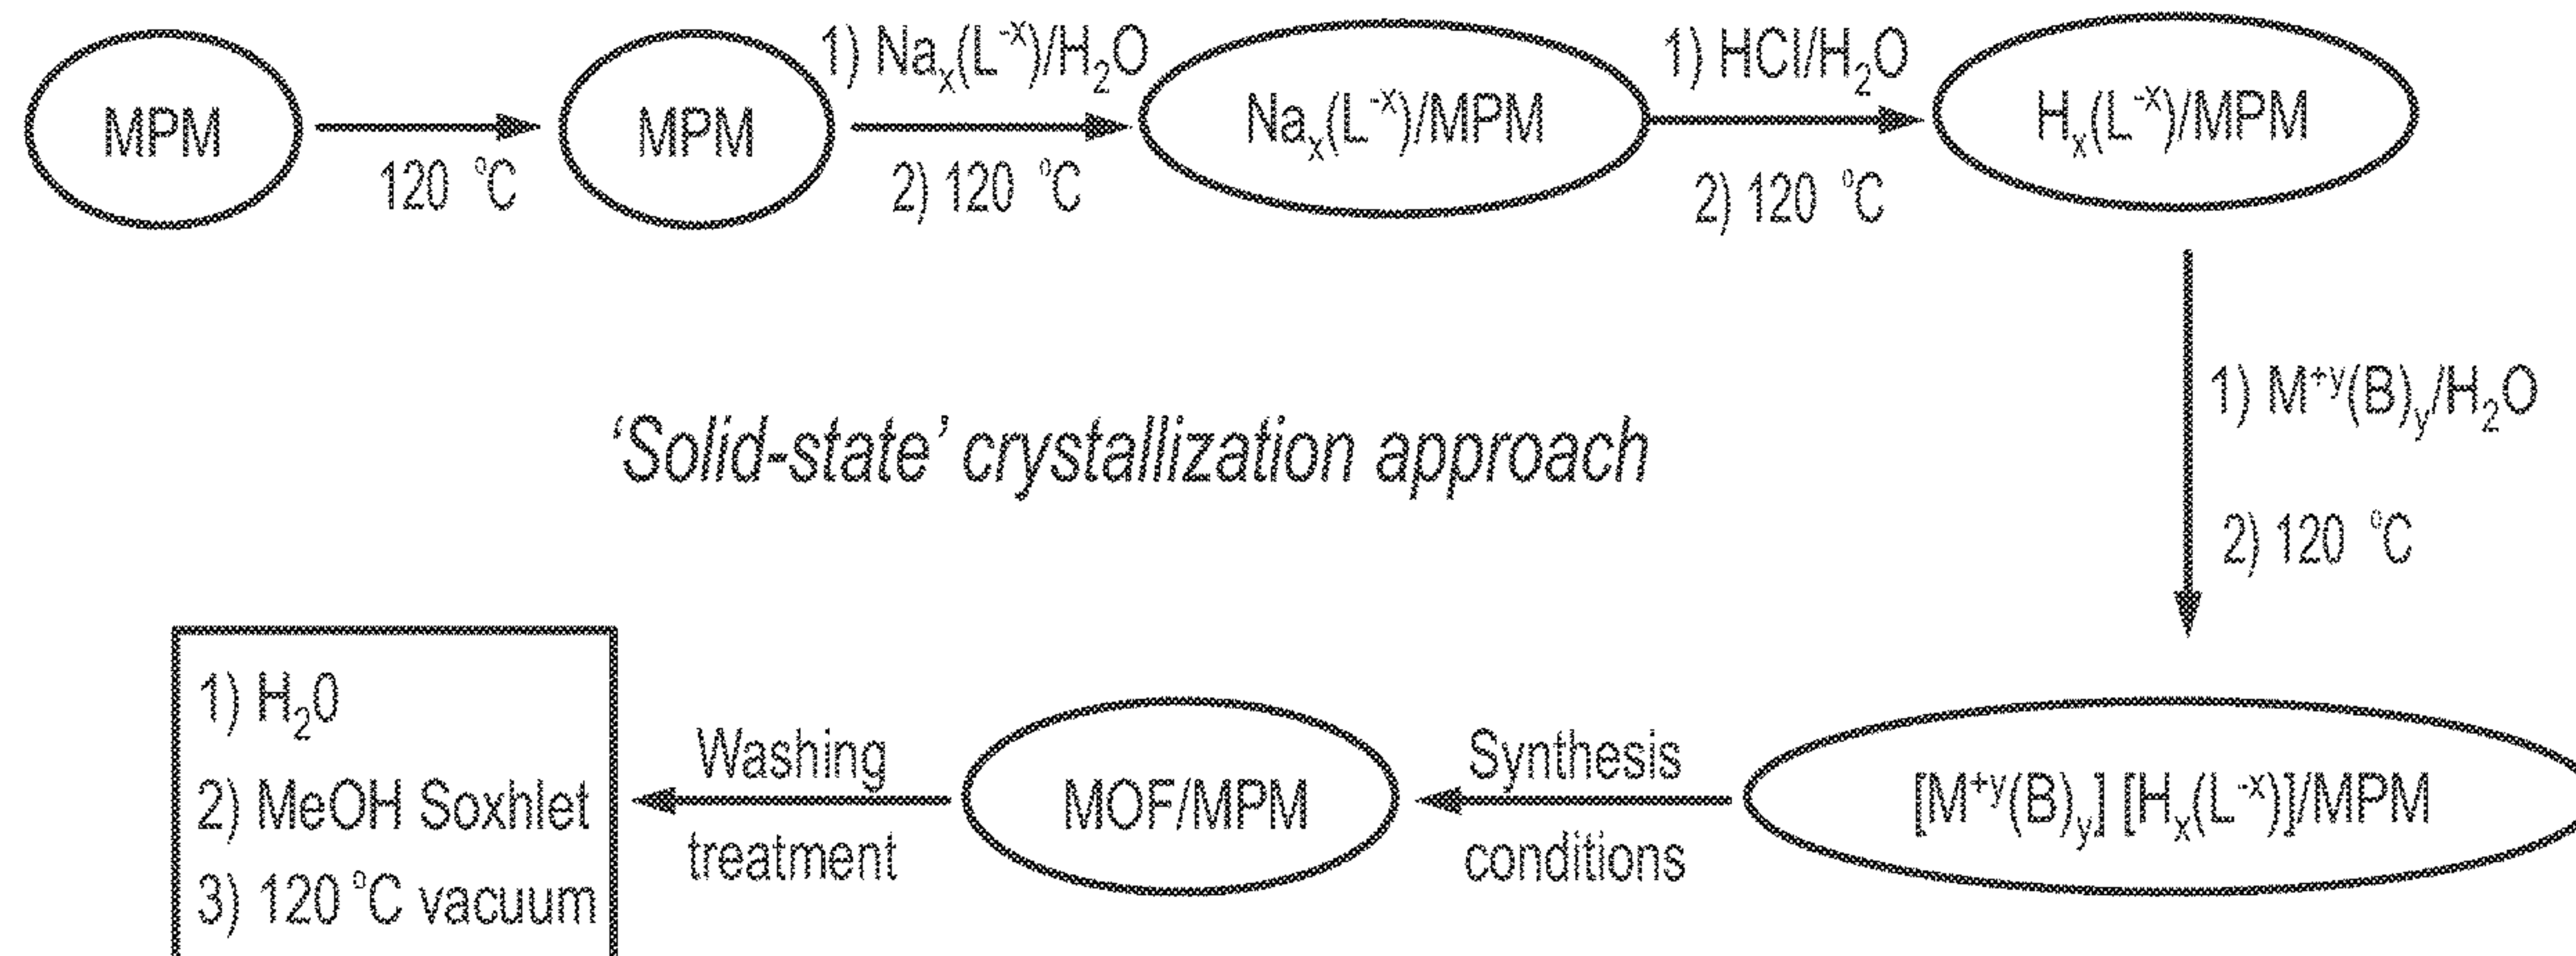 MPM
120 °C
MPM
1) Naₓ(L⁻ˣ)/H₂O
2) 120 °C
Naₓ(L⁻ˣ)/MPM
1) HCl/H₂O
2) 120 °C
Hₓ(L⁻ˣ)/MPM
1) M⁺ʸ(B)ᵧ/H₂O
2) 120 °C
‘Solid-state’ crystallization approach
[M⁺ʸ(B)ᵧ] [Hₓ(L⁻ˣ)]/MPM
Synthesis
conditions
MOF/MPM
Washing
treatment
1) H₂0
2) MeOH Soxhlet
3) 120 °C vacuum